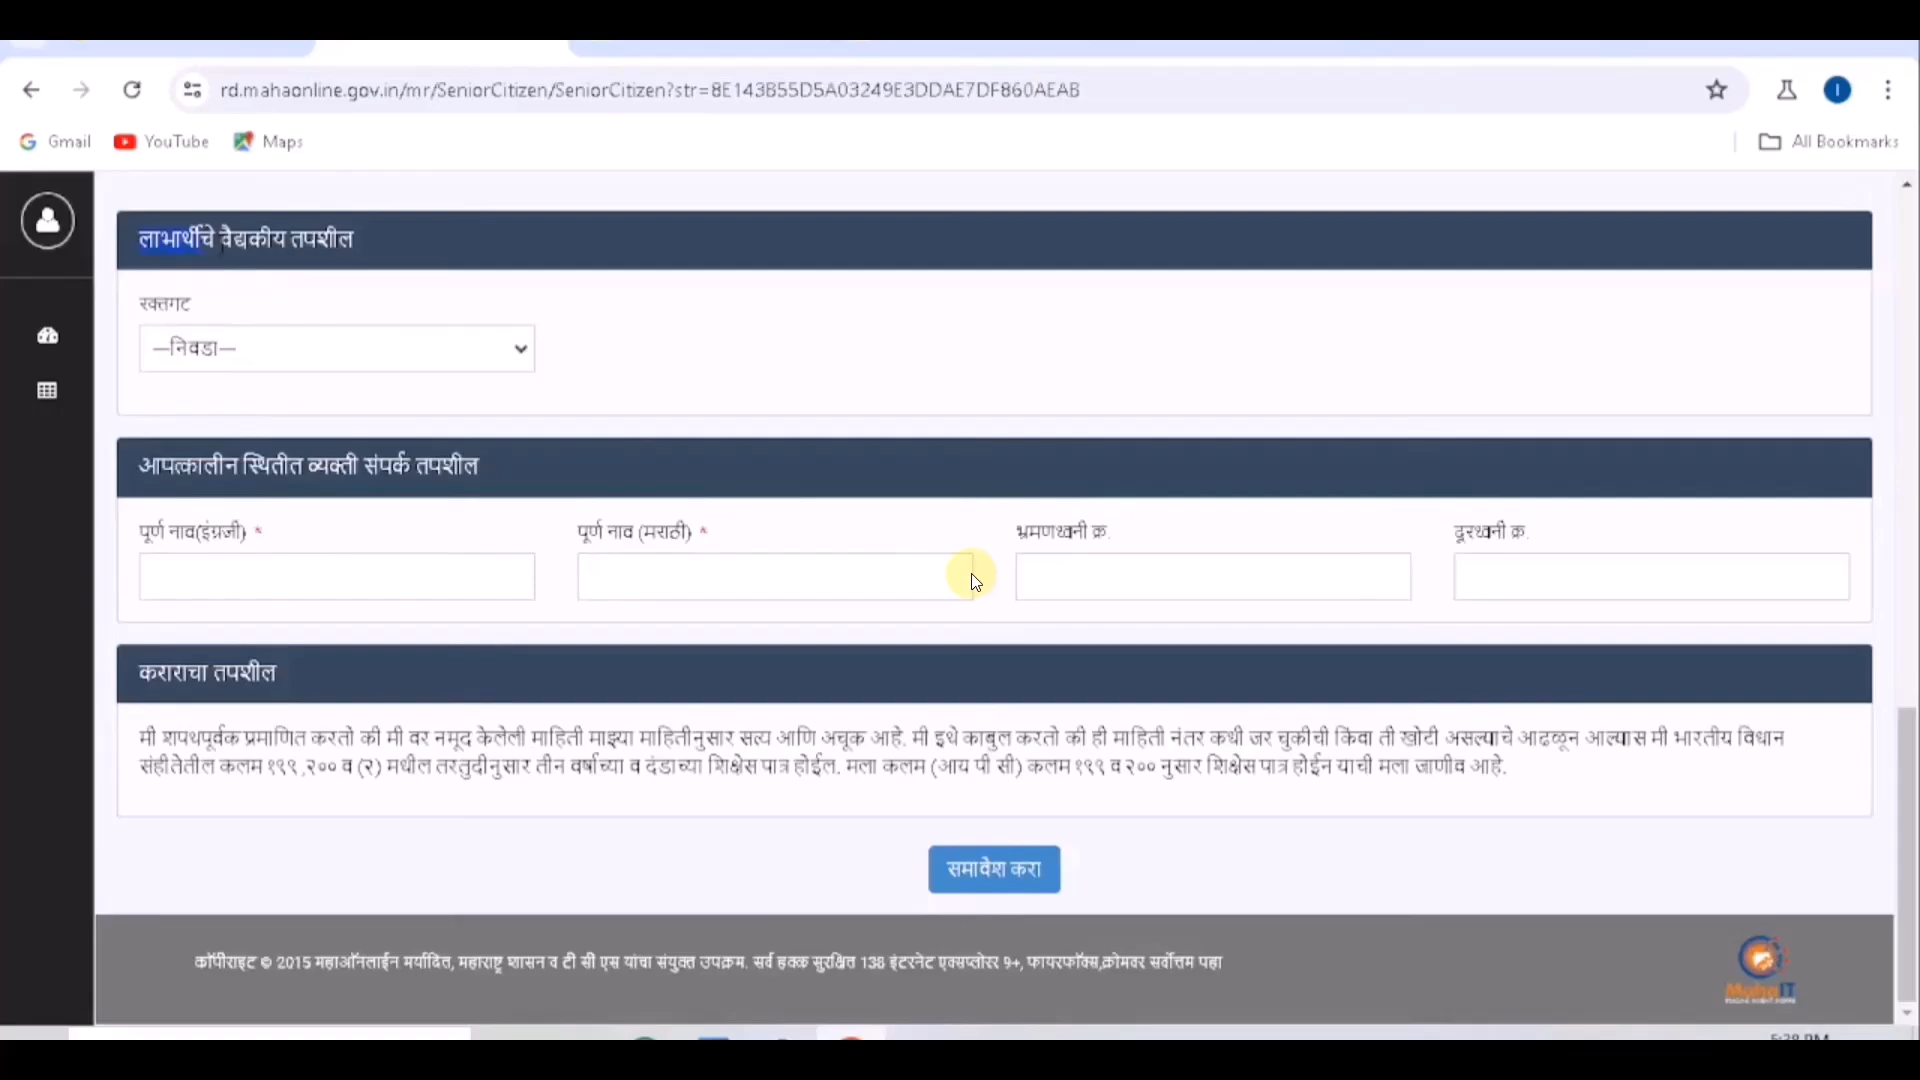 rd.mahaonline.gov.in/mr/SeniorCitizen/SeniorCitizen?str=8E143B55D5A03249E3DDAE7DF860AEAB
Gmail YouTube Maps All Bookmarks
लाभार्थीचे वैद्यकीय तपशील
रक्तगट
—निवडा—
आपत्कालीन स्थितीत व्यक्ती संपर्क तपशील
पूर्ण नाव(इंग्रजी) * पूर्ण नाव (मराठी) * भ्रमणध्वनी क्र. दूरध्वनी क्र.
कराराचा तपशील
मी शपथपूर्वक प्रमाणित करतो की मी वर नमूद केलेली माहिती माझ्या माहितीनुसार सत्य आणि अचूक आहे. मी इथे काबुल करतो की ही माहिती नंतर कधी जर चुकीची किंवा ती खोटी असल्याचे आढळून आल्यास मी भारतीय विधान
संहीतेतील कलम १९९ ,२०० व (२) मधील तरतुदीनुसार तीन वर्षाच्या व दंडाच्या शिक्षेस पात्र होईल. मला कलम (आय पी सी) कलम १९९ व २०० नुसार शिक्षेस पात्र होईन याची मला जाणीव आहे.
समावेश करा
कॉपीराइट © 2015 महाऑनलाईन मर्यादित, महाराष्ट्र शासन व टी सी एस यांचा संयुक्त उपक्रम. सर्व हक्क सुरक्षित 138 इंटरनेट एक्सप्लोरर 9+, फायरफॉक्स,क्रोमवर सर्वोत्तम पहा
MahaIT